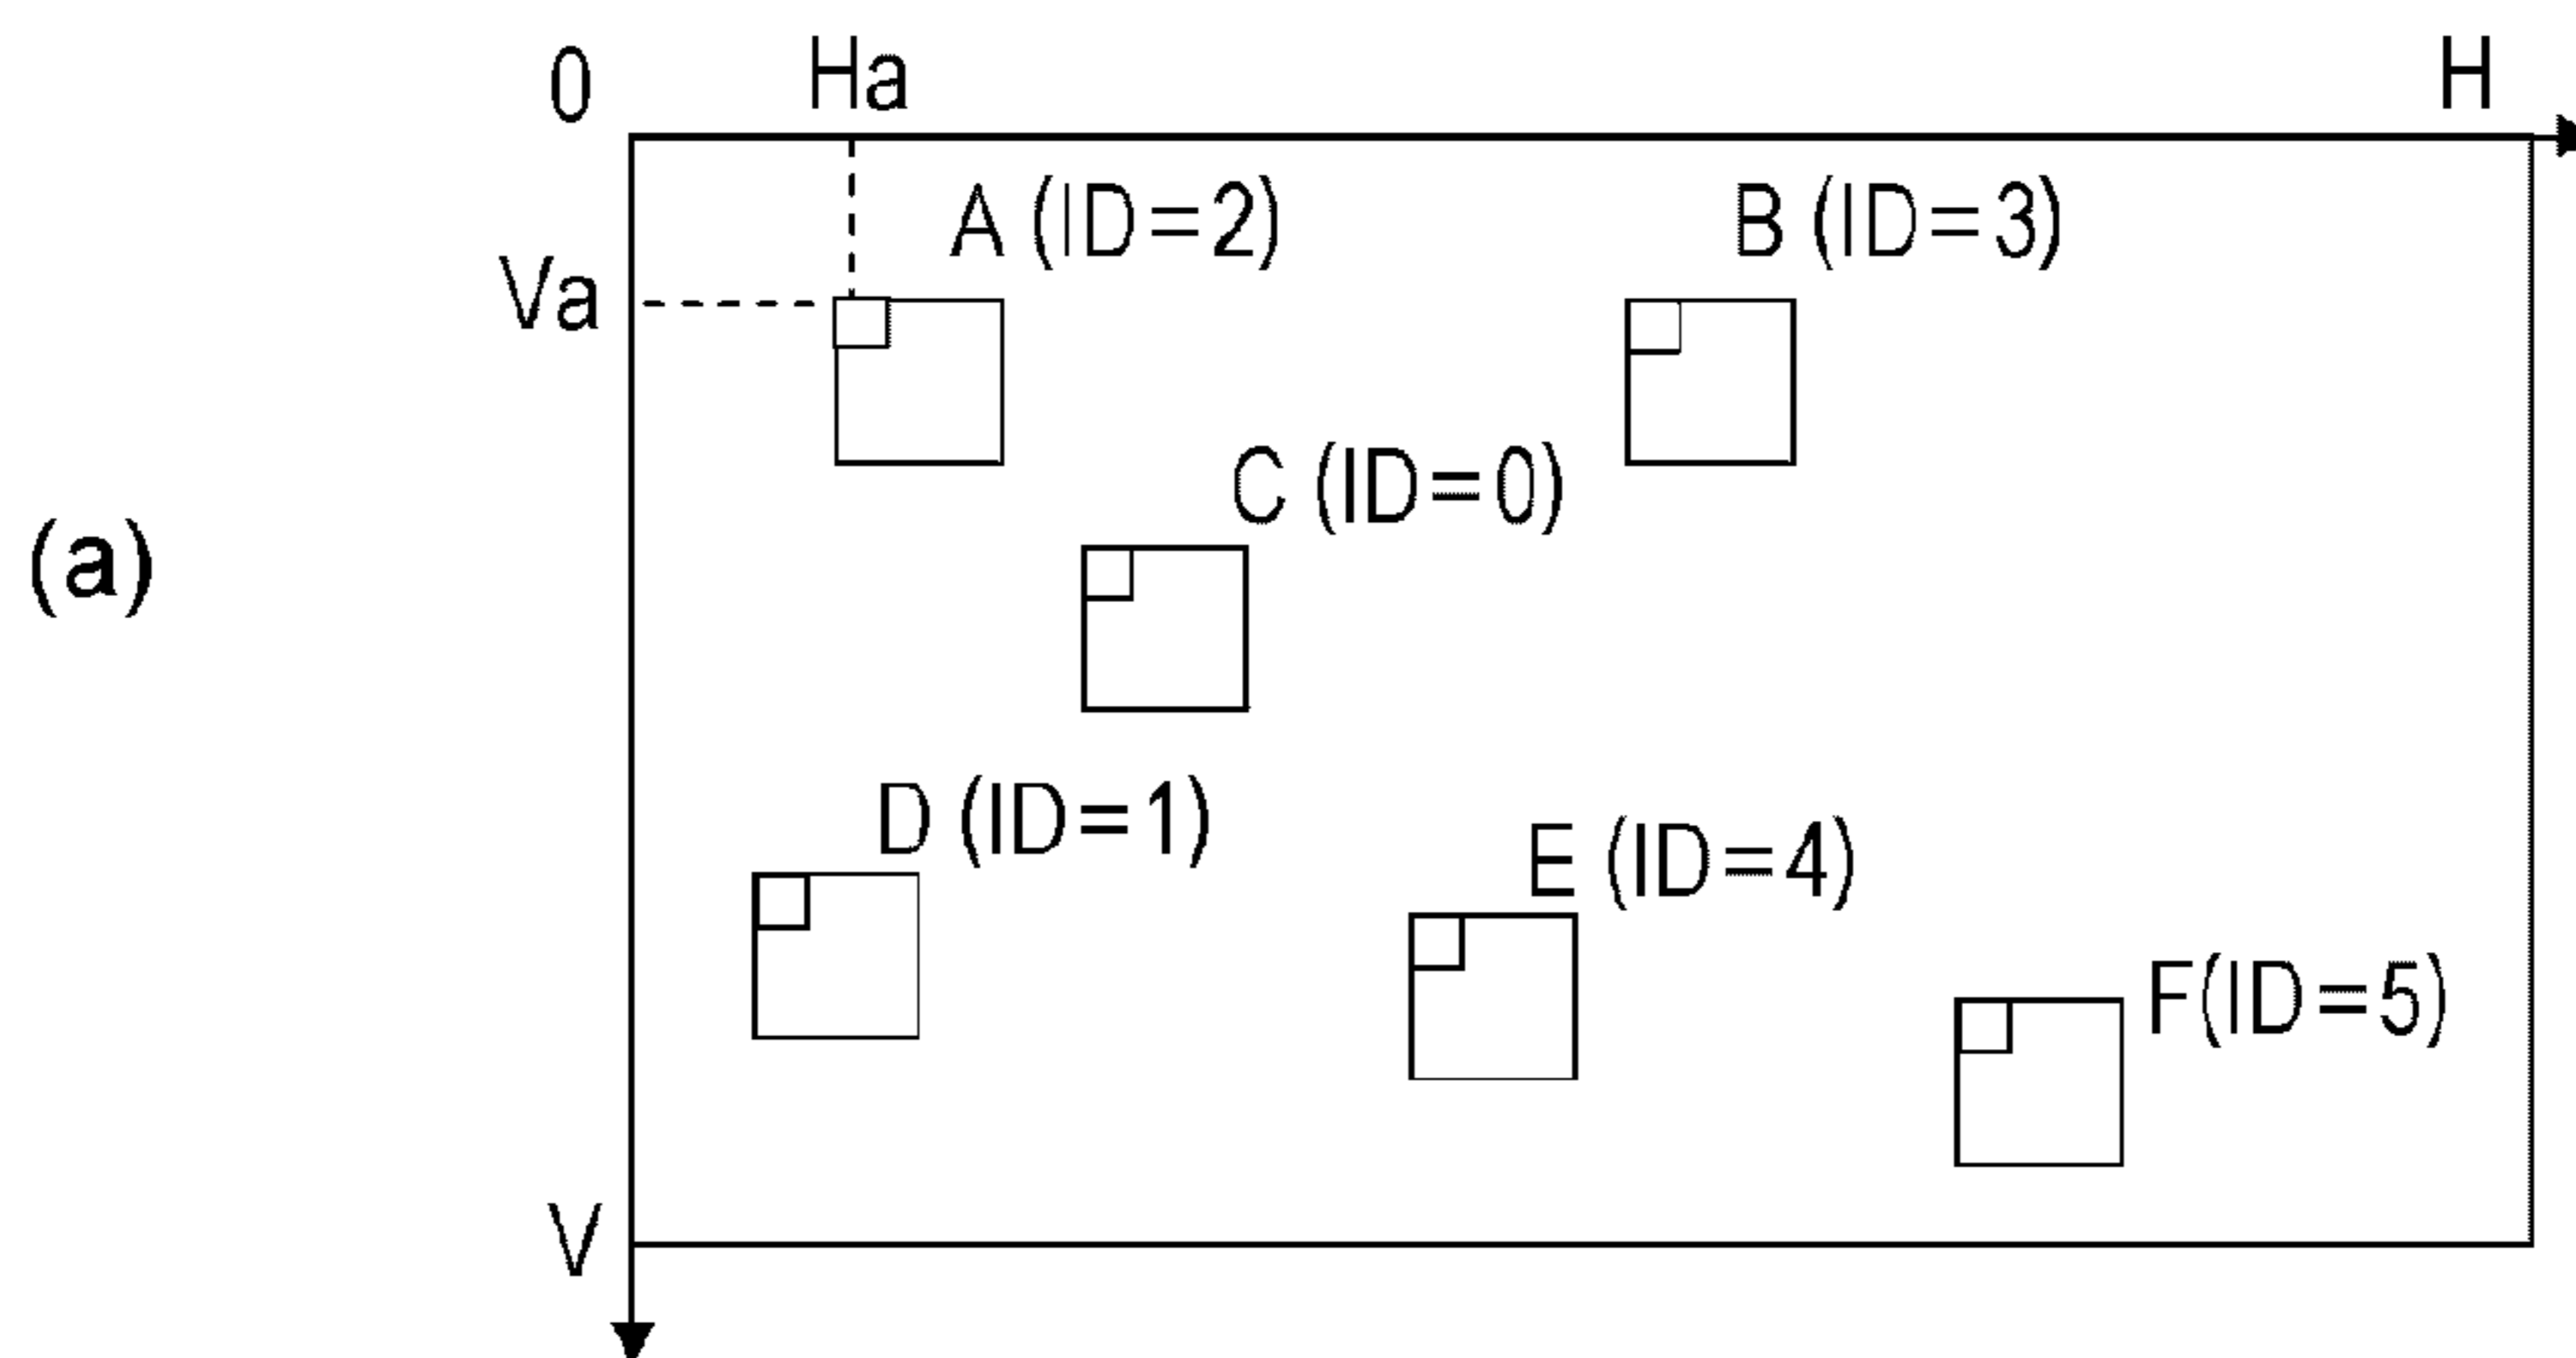 0 Ha H
A (ID=2) B (ID=3)
Va
C (ID=0)
(a)
D (ID=1)
E (ID=4)
F(ID=5)
V